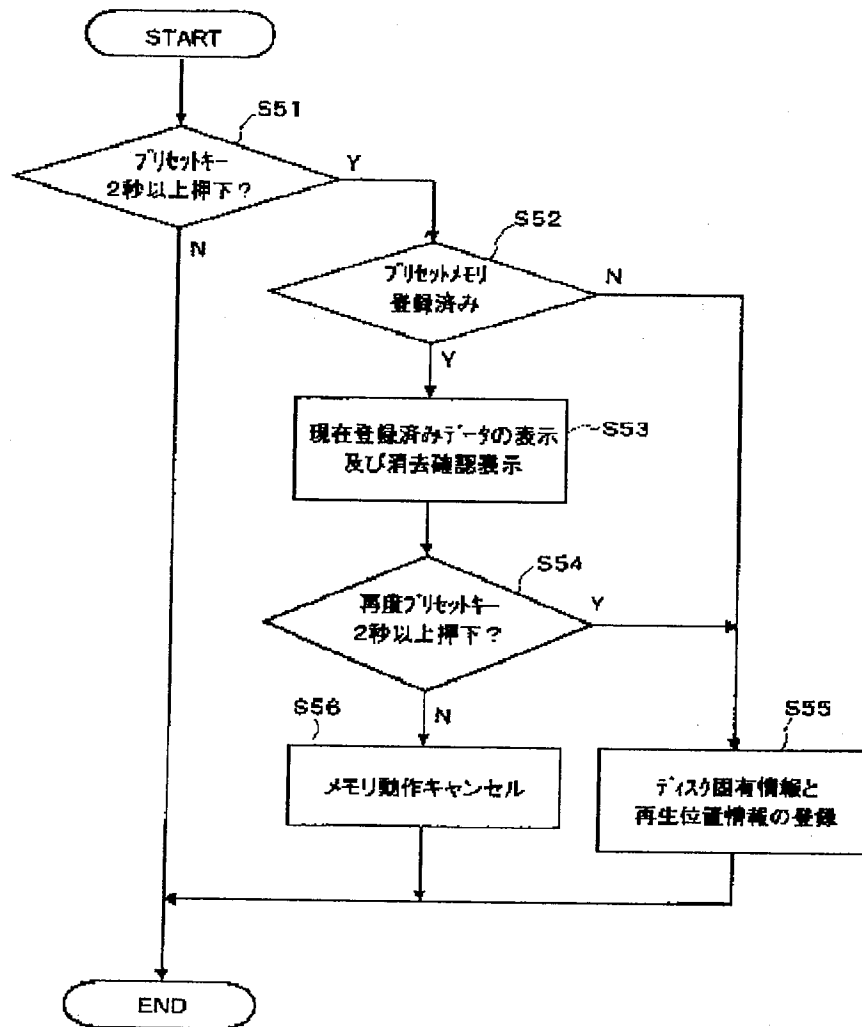 START
S51
プリセットキー
2秒以上押下?
Y
N
S52
プリセットメモリ
登録済み
N
Y
現在登録済みデータの表示
及び消去確認表示
S53
S54
再度プリセットキー
2秒以上押下?
Y
N
S56
メモリ動作キャンセル
S55
ディスク固有情報と
再生位置情報の登録
END